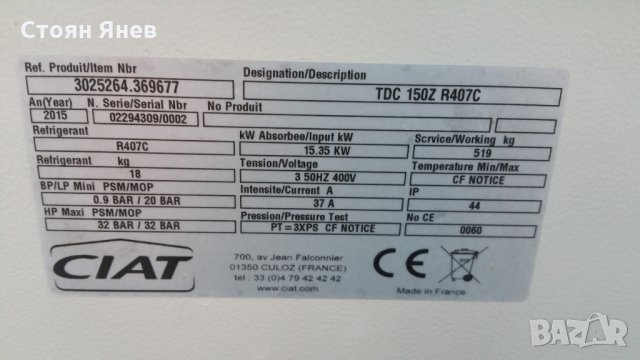 Стоян Янев
Ref. Produit/Item Nbr
3025264.369677
Designation/Description
TDC 150Z R407C
An(Year)
2015
N. Serie/Serial Nbr
02294309/0002
No Produit
Refrigerant
R407C
kW Absorbee/Input kW
15.35 KW
Service/Working kg
519
Refrigerant kg
18
Tension/Voltage
3 50HZ 400V
Temperature Min/Max
CF NOTICE
BP/LP Mini PSM/MOP
0.9 BAR / 20 BAR
Intensite/Current A
37 A
IP
44
HP Maxi PSM/MOP
32 BAR / 32 BAR
Pression/Pressure Test
PT=3XPS CF NOTICE
No CE
0060
CIAT
700, av Jean Falconnier
01350 CULOZ (FRANCE)
tel : 33 (0)4 79 42 42 42
www.ciat.com
CE
Made in France
bazar.bg